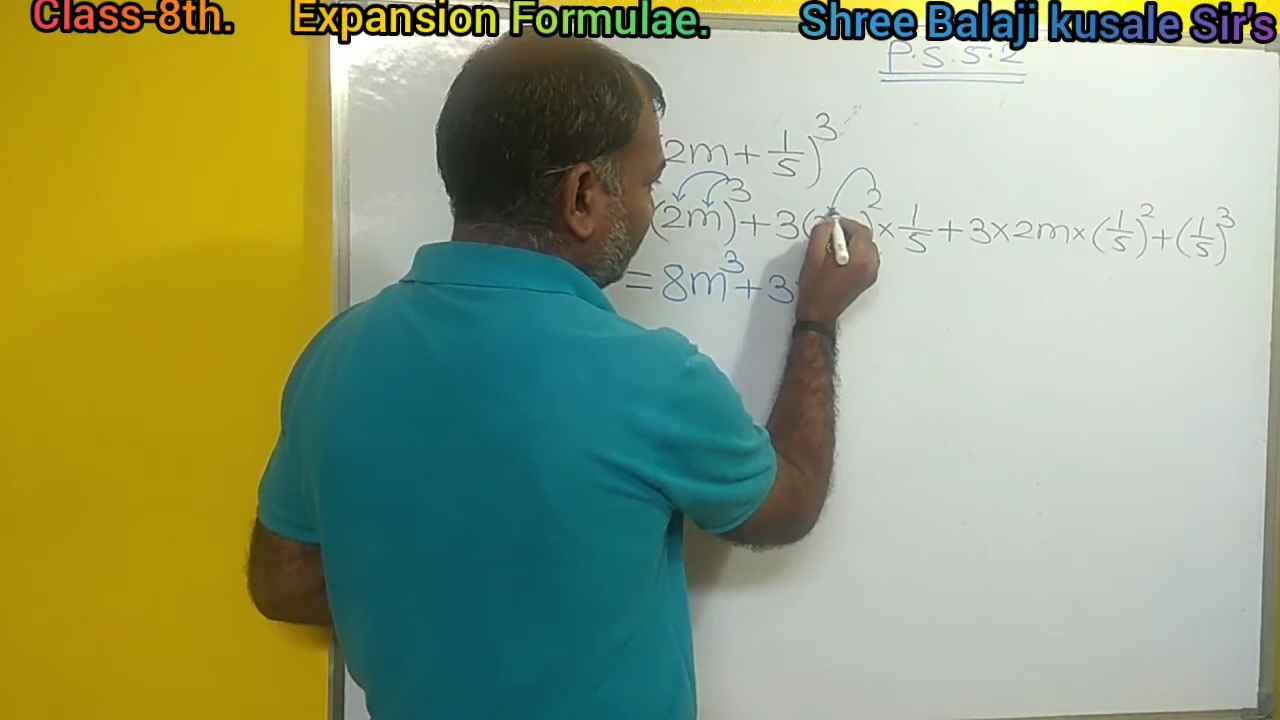 Class-8th. Expansion Formulae. Shree Balaji kusale Sir's
P.S.5.2
2m + 1/5)³
(2m)³ + 3( )² × 1/5 + 3 × 2m × (1/5)² + (1/5)³
= 8m³ + 3